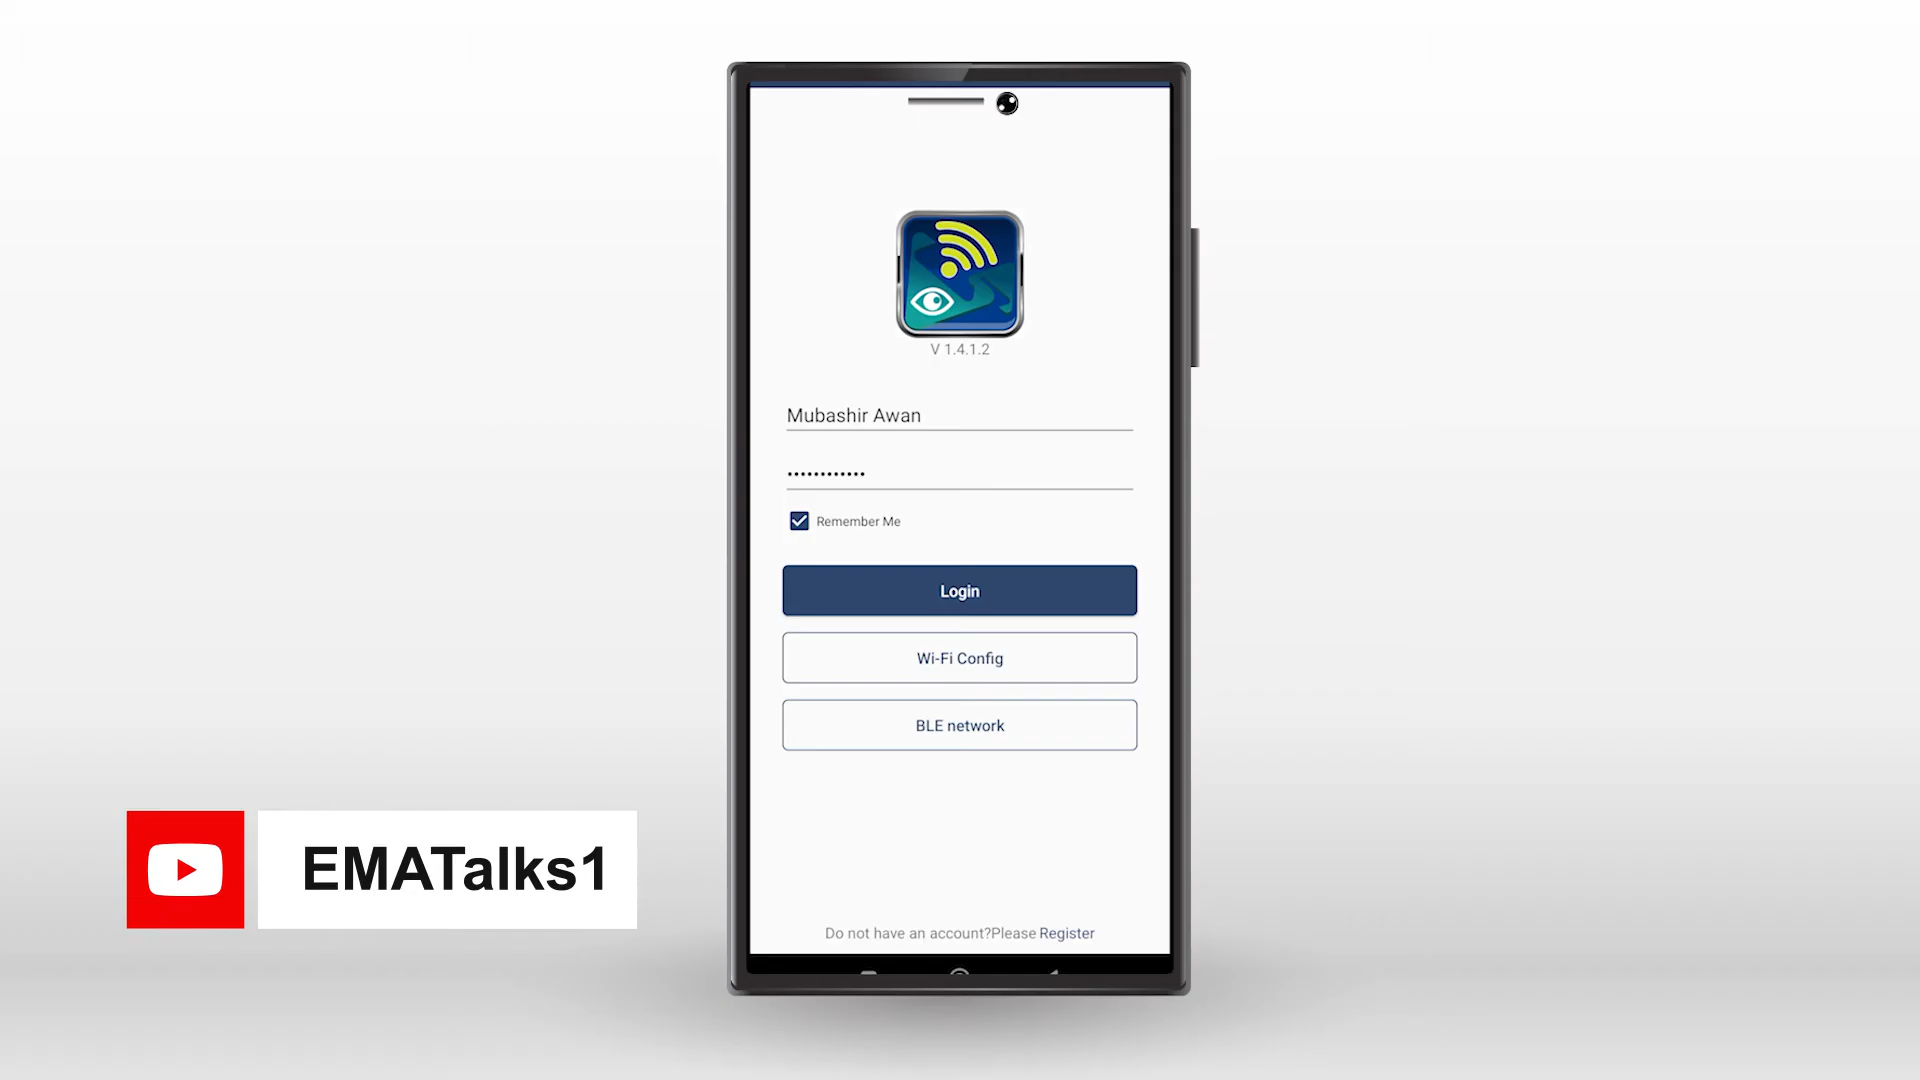 V 1.4.1.2
Mubashir Awan
••••••••••••
Remember Me
Login
Wi-Fi Config
BLE network
EMATalks1
Do not have an account?Please Register